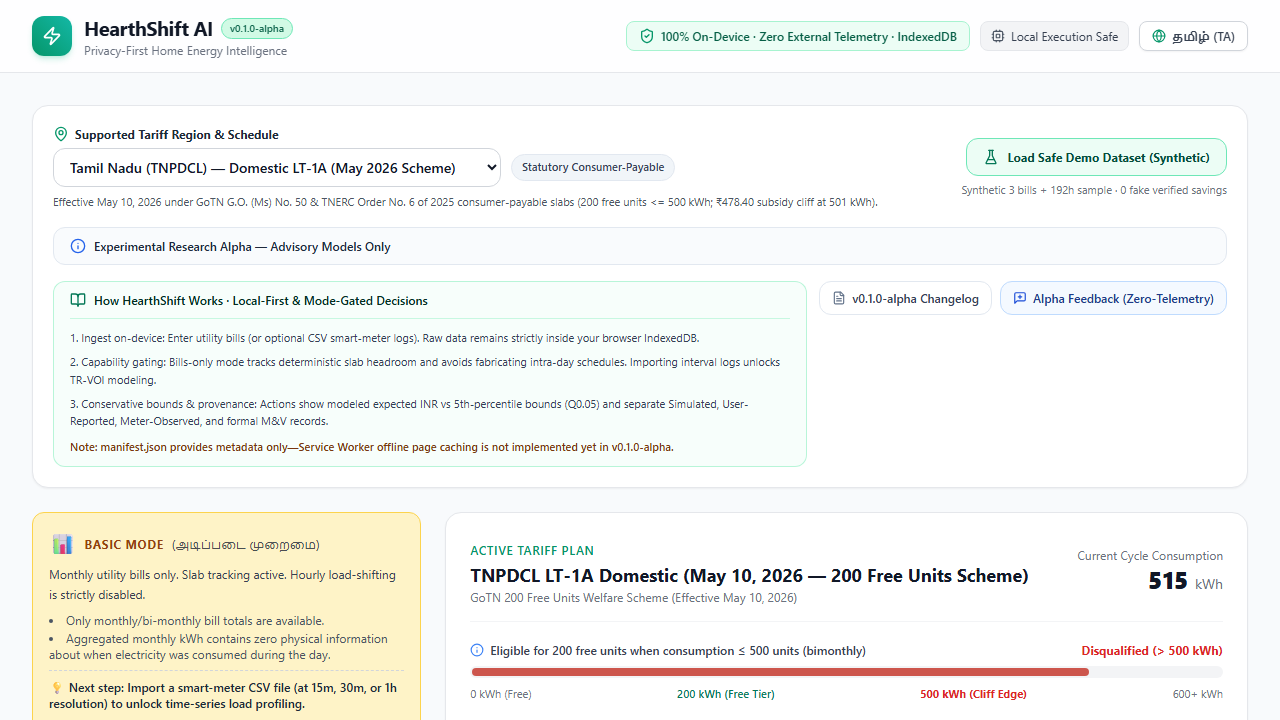 HearthShift AI v0.1.0-alpha
Privacy-First Home Energy Intelligence
100% On-Device · Zero External Telemetry · IndexedDB
Local Execution Safe
தமிழ் (TA)
Supported Tariff Region & Schedule
Tamil Nadu (TNPDCL) — Domestic LT-1A (May 2026 Scheme)
Statutory Consumer-Payable
Effective May 10, 2026 under GoTN G.O. (Ms) No. 50 & TNERC Order No. 6 of 2025 consumer-payable slabs (200 free units <= 500 kWh; ₹478.40 subsidy cliff at 501 kWh).
Load Safe Demo Dataset (Synthetic)
Synthetic 3 bills + 192h sample · 0 fake verified savings
Experimental Research Alpha — Advisory Models Only
How HearthShift Works · Local-First & Mode-Gated Decisions
1. Ingest on-device: Enter utility bills (or optional CSV smart-meter logs). Raw data remains strictly inside your browser IndexedDB.
2. Capability gating: Bills-only mode tracks deterministic slab headroom and avoids fabricating intra-day schedules. Importing interval logs unlocks
TR-VOI modeling.
3. Conservative bounds & provenance: Actions show modeled expected INR vs 5th-percentile bounds (Q0.05) and separate Simulated, User-
Reported, Meter-Observed, and formal M&V records.
Note: manifest.json provides metadata only—Service Worker offline page caching is not implemented yet in v0.1.0-alpha.
v0.1.0-alpha Changelog
Alpha Feedback (Zero-Telemetry)
BASIC MODE (அடிப்படை முறைமை)
Monthly utility bills only. Slab tracking active. Hourly load-shifting
is strictly disabled.
• Only monthly/bi-monthly bill totals are available.
• Aggregated monthly kWh contains zero physical information
about when electricity was consumed during the day.
Next step: Import a smart-meter CSV file (at 15m, 30m, or 1h
resolution) to unlock time-series load profiling.
ACTIVE TARIFF PLAN
TNPDCL LT-1A Domestic (May 10, 2026 — 200 Free Units Scheme)
GoTN 200 Free Units Welfare Scheme (Effective May 10, 2026)
Current Cycle Consumption
515 kWh
Eligible for 200 free units when consumption ≤ 500 units (bimonthly)
Disqualified (> 500 kWh)
0 kWh (Free)
200 kWh (Free Tier)
500 kWh (Cliff Edge)
600+ kWh